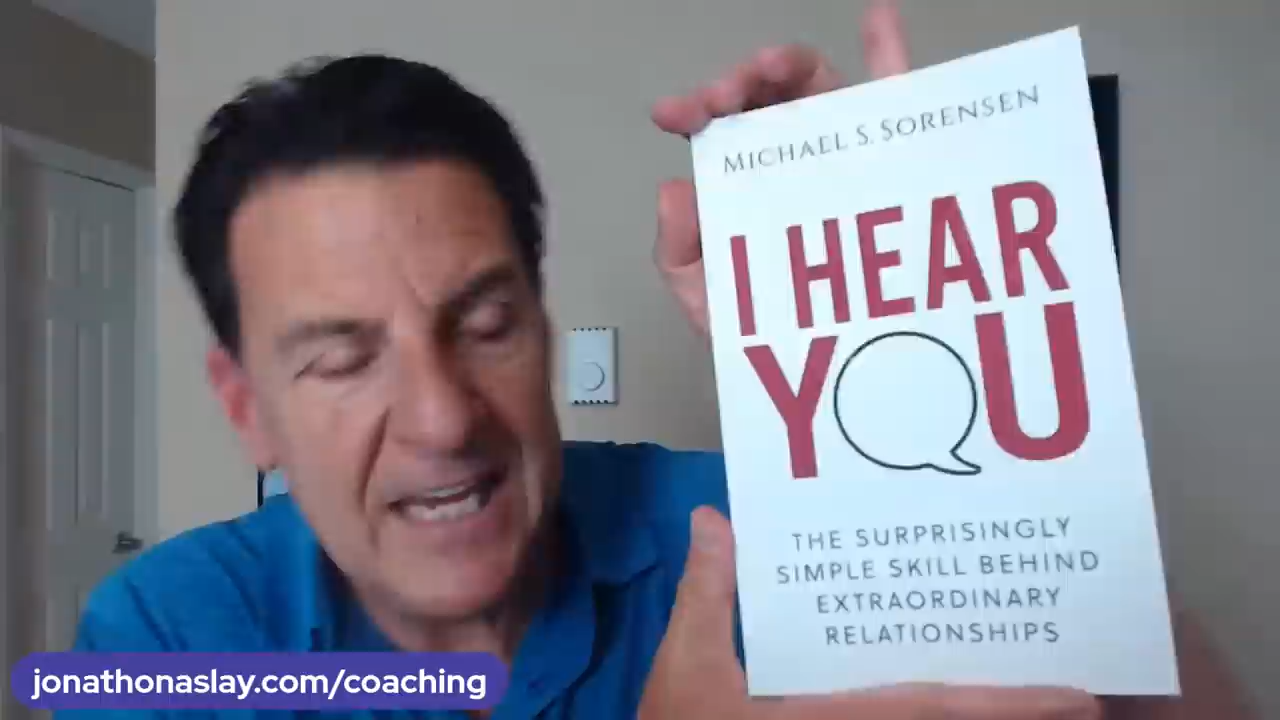 MICHAEL S. SORENSEN
I HEAR
YOU
THE SURPRISINGLY
SIMPLE SKILL BEHIND
EXTRAORDINARY
RELATIONSHIPS
jonathonaslay.com/coaching